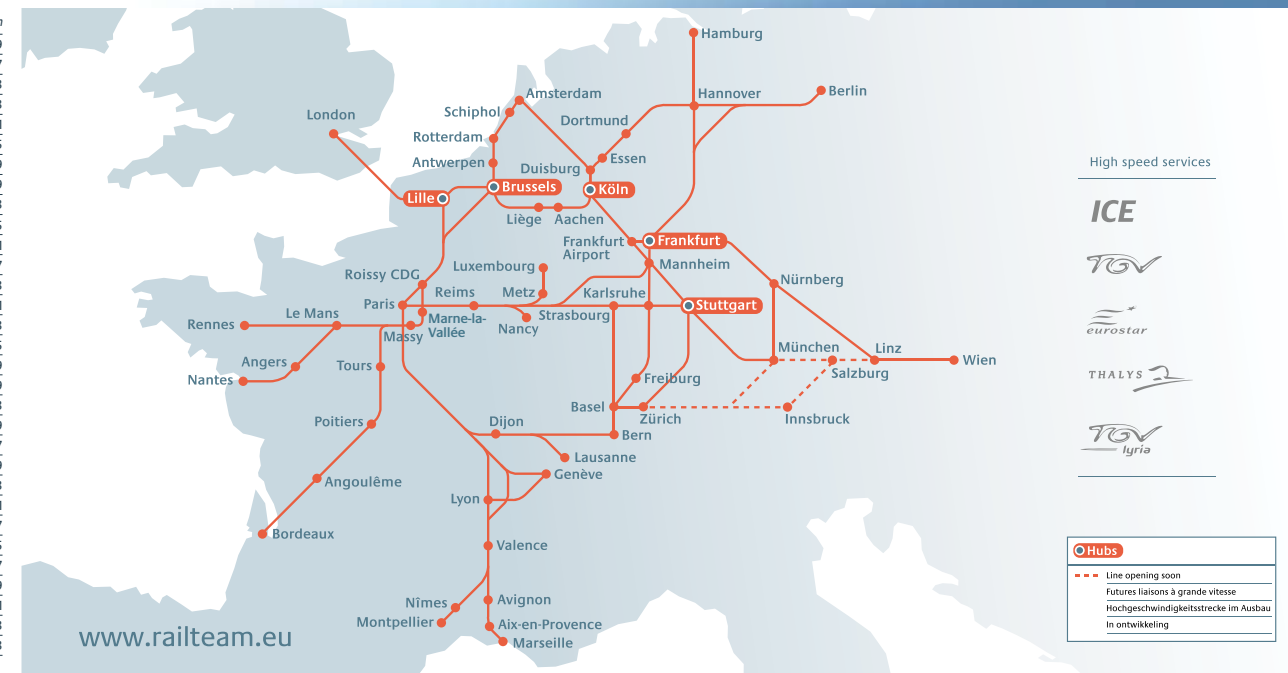 Hamburg
Hannover
Berlin
Amsterdam
Schiphol
London
Dortmund
Rotterdam
Antwerpen
Essen
Duisburg
Brussels
Köln
Lille
Liège
Aachen
Frankfurt
Airport
Frankfurt
Mannheim
Luxembourg
Roissy CDG
Nürnberg
Reims
Metz
Karlsruhe
Paris
Stuttgart
Le Mans
Rennes
Marne-la-
Vallée
Massy
Nancy
Strasbourg
München
Linz
Wien
Salzburg
Angers
Nantes
Tours
Freiburg
Basel
Zürich
Innsbruck
Poitiers
Dijon
Bern
Lausanne
Genève
Angoulême
Lyon
Bordeaux
Valence
Nîmes
Avignon
Montpellier
Aix-en-Provence
Marseille
www.railteam.eu
High speed services
ICE
TGV
eurostar
THALYS
TGV
lyria
Hubs
Line opening soon
Futures liaisons à grande vitesse
Hochgeschwindigkeitsstrecke im Ausbau
In ontwikkeling